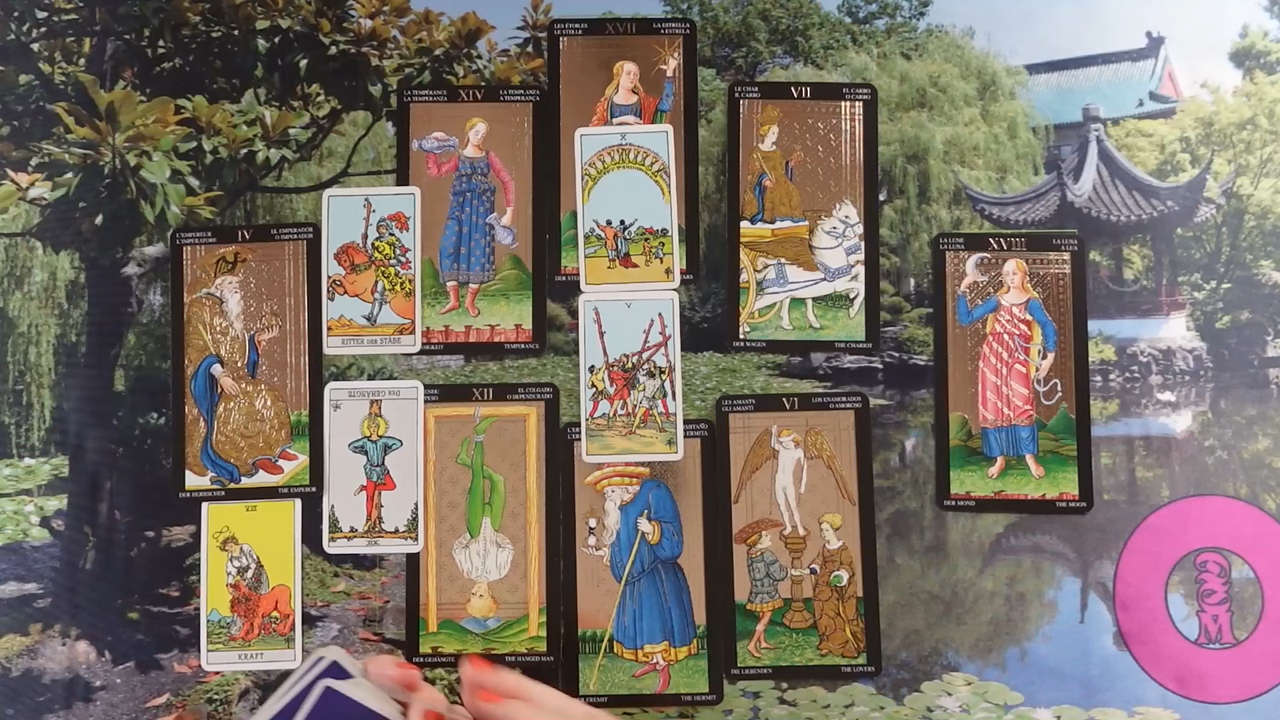 LES ÉTOILES
LE STELLE
XVII
LA ESTRELLA
A ESTRELA
LA TEMPÉRANCE
LA TEMPERANZA
XIV
LA TEMPLANZA
A TEMPERANÇA
LE CHAR
IL CARRO
VII
EL CARRO
O CARRO
X
L'EMPEREUR
L'IMPERATORE
IV
EL EMPERADOR
O IMPERADOR
LA LUNE
LA LUNA
XVIII
LA LUNA
A LUA
RITTER DER STÄBE
TEMPERANCE
DER WAGEN
THE CHARIOT
V
DER GEHÄNGTE
XII
XII
EL COLGADO
O DEPENDURADO
LES AMANTS
GLI AMANTI
VI
LOS ENAMORADOS
O AMOROSO
DER HERRSCHER
THE EMPEROR
DER MOND
THE MOON
KRAFT
DER GEHÄNGTE
THE HANGED MAN
THE HERMIT
DIE LIEBENDEN
THE LOVERS